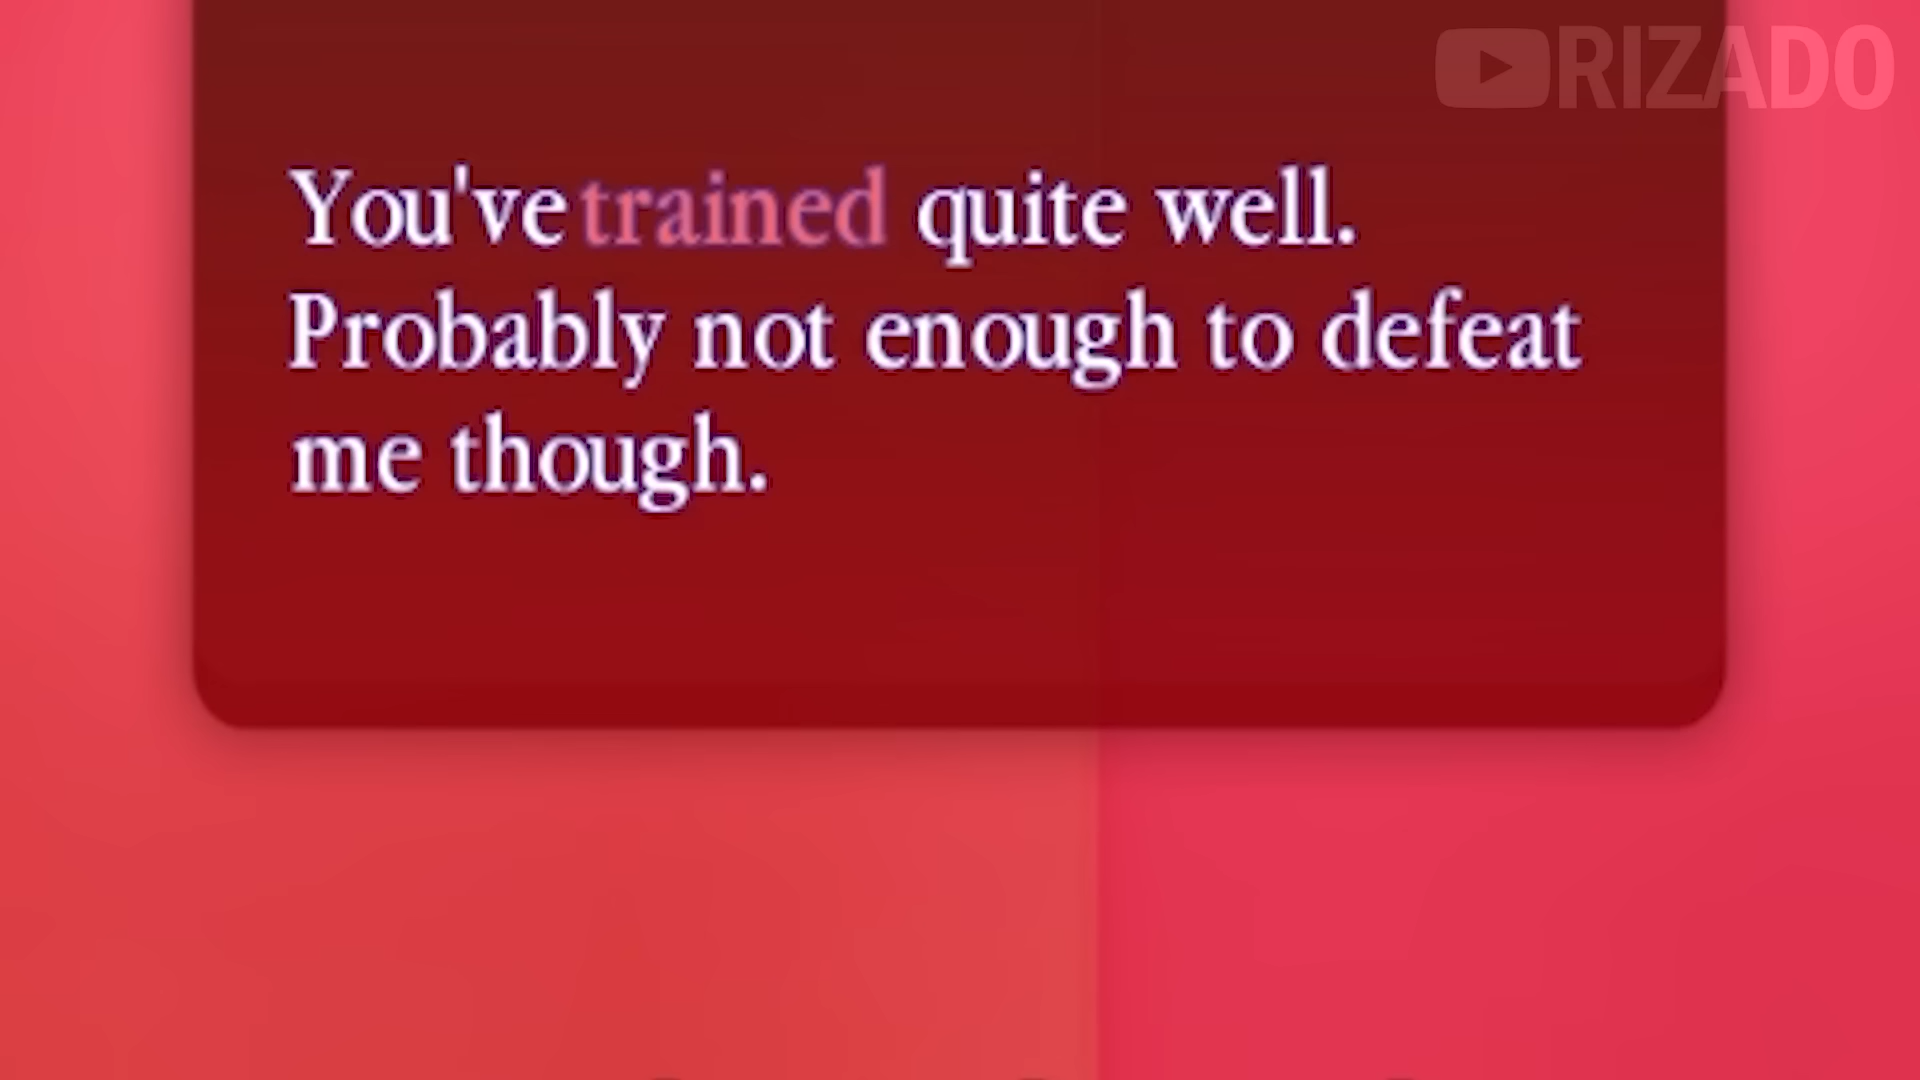 RIZADO
You've trained quite well.
Probably not enough to defeat
me though.